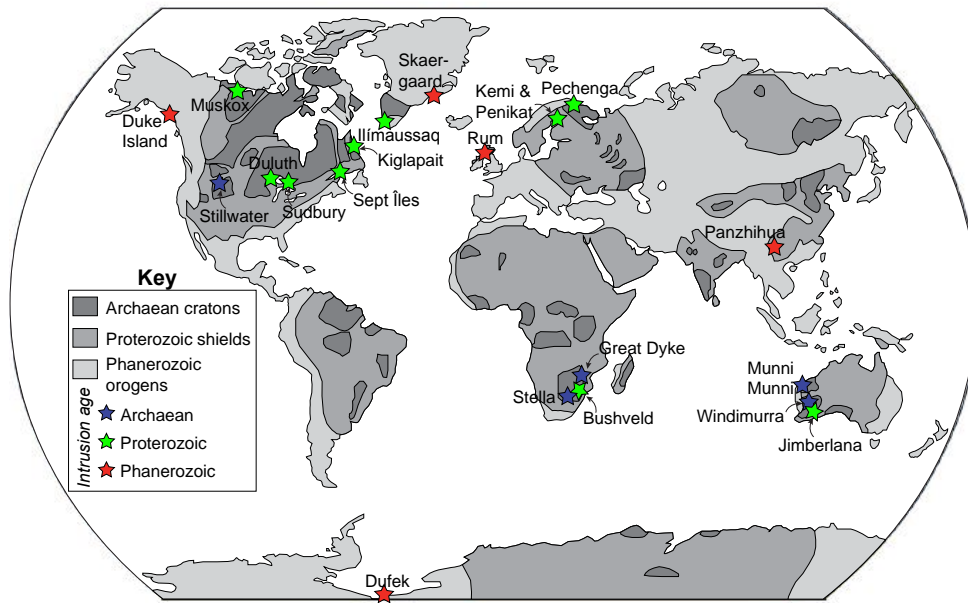 Skaer-
gaard
Kemi &
Penikat
Pechenga
Muskox
Duke
Island
Ilímaussaq
Rum
Kiglapait
Duluth
Stillwater
Sudbury
Sept Îles
Panzhihua
Key
Archaean cratons
Proterozoic shields
Phanerozoic
orogens
Intrusion age
Archaean
Proterozoic
Phanerozoic
Great Dyke
Stella
Bushveld
Munni
Munni
Windimurra
Jimberlana
Dufek